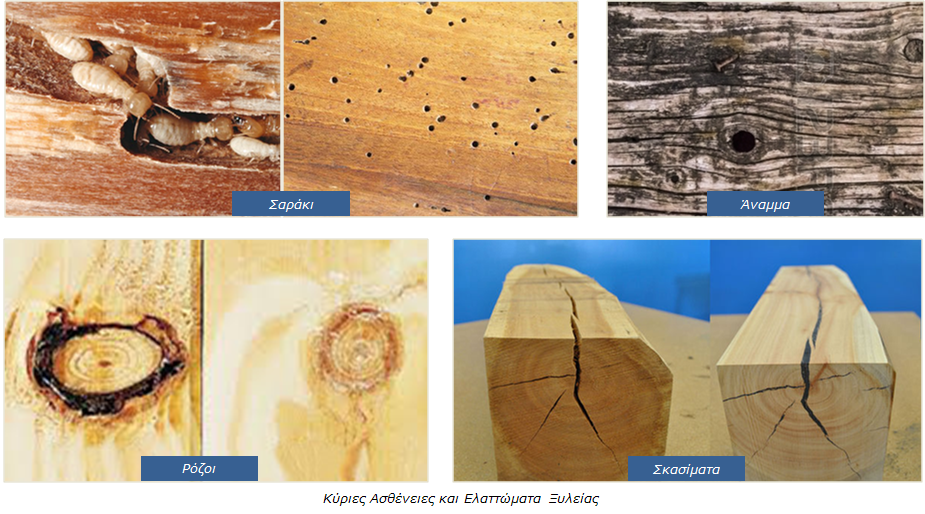 Σαράκι
Άναμμα
Ρόζοι
Σκασίματα
Κύριες Ασθένειες και Ελαττώματα Ξυλείας